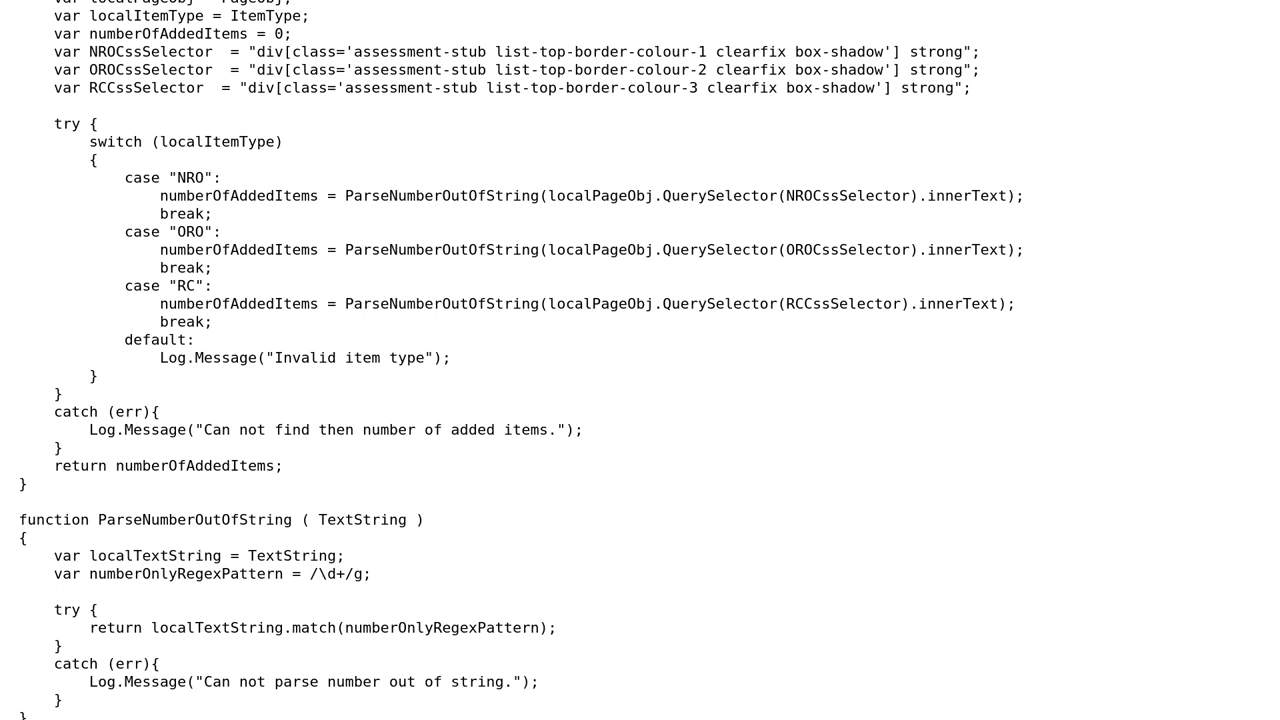 var localPageObj = PageObj;
    var localItemType = ItemType;
    var numberOfAddedItems = 0;
    var NROCssSelector  = "div[class='assessment-stub list-top-border-colour-1 clearfix box-shadow'] strong";
    var OROCssSelector  = "div[class='assessment-stub list-top-border-colour-2 clearfix box-shadow'] strong";
    var RCCssSelector  = "div[class='assessment-stub list-top-border-colour-3 clearfix box-shadow'] strong";

    try {
        switch (localItemType)
        {
            case "NRO":
                numberOfAddedItems = ParseNumberOutOfString(localPageObj.QuerySelector(NROCssSelector).innerText);
                break;
            case "ORO":
                numberOfAddedItems = ParseNumberOutOfString(localPageObj.QuerySelector(OROCssSelector).innerText);
                break;
            case "RC":
                numberOfAddedItems = ParseNumberOutOfString(localPageObj.QuerySelector(RCCssSelector).innerText);
                break;
            default:
                Log.Message("Invalid item type");
        }
    }
    catch (err){
        Log.Message("Can not find then number of added items.");
    }
    return numberOfAddedItems;
}

function ParseNumberOutOfString ( TextString )
{
    var localTextString = TextString;
    var numberOnlyRegexPattern = /\d+/g;

    try {
        return localTextString.match(numberOnlyRegexPattern);
    }
    catch (err){
        Log.Message("Can not parse number out of string.");
    }
}